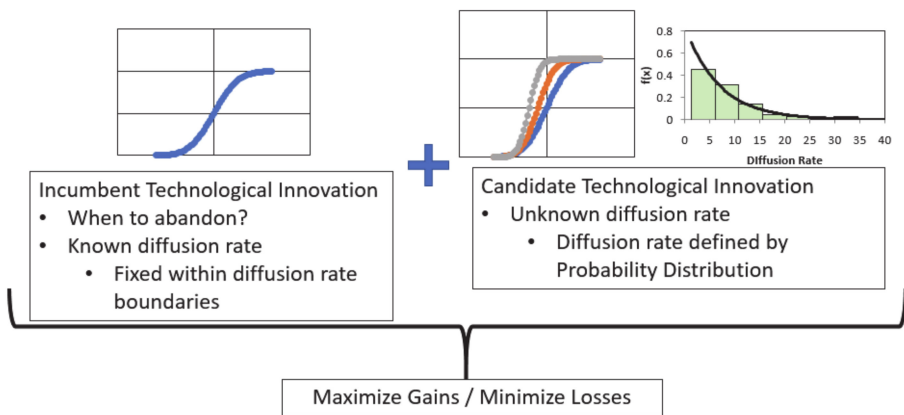 0.8
0.6
0.4
0.2
0
f(x)
0 5 10 15 20 25 30 35 40
DIffusion Rate
Incumbent Technological Innovation
• When to abandon?
• Known diffusion rate
• Fixed within diffusion rate
boundaries
Candidate Technological Innovation
• Unknown diffusion rate
• Diffusion rate defined by
Probability Distribution
Maximize Gains / Minimize Losses